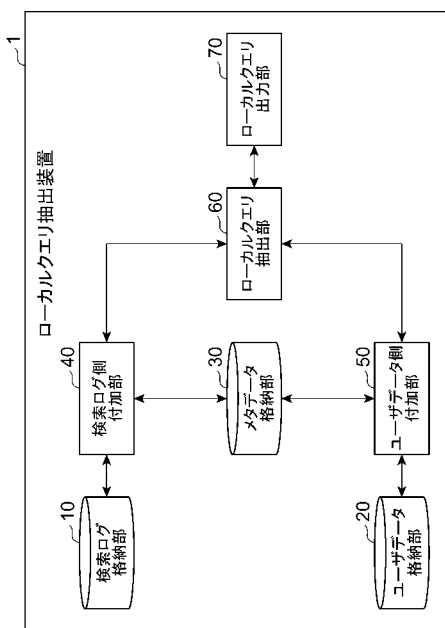 1
ローカルクエリ抽出装置
10
検索ログ
格納部
40
検索ログ側
付加部
30
メタデータ
格納部
20
ユーザデータ
格納部
50
ユーザデータ側
付加部
60
ローカルクエリ
抽出部
70
ローカルクエリ
出力部